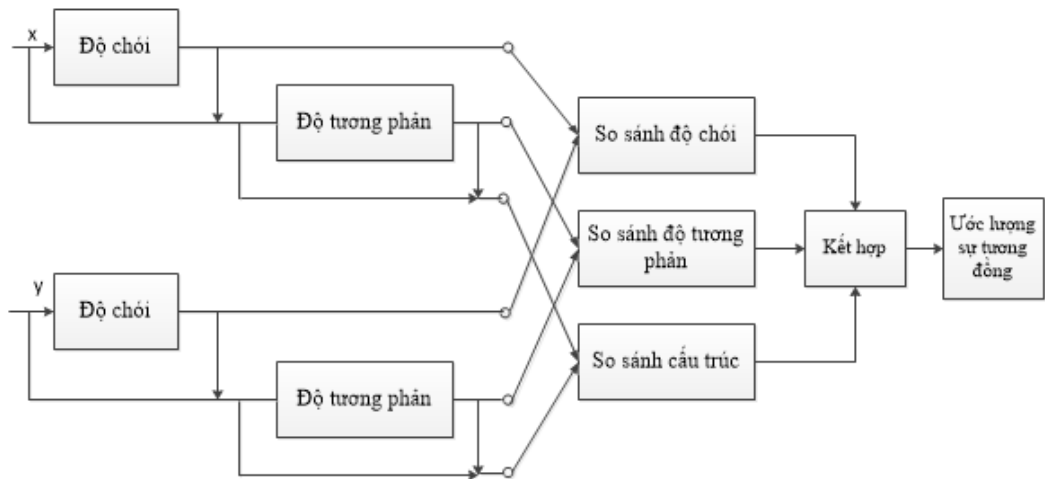 x
Độ chói
Độ tương phản
So sánh độ chói
So sánh độ tương
phản
Kết hợp
Ước lượng
sự tương
đồng
y
Độ chói
So sánh cấu trúc
Độ tương phản